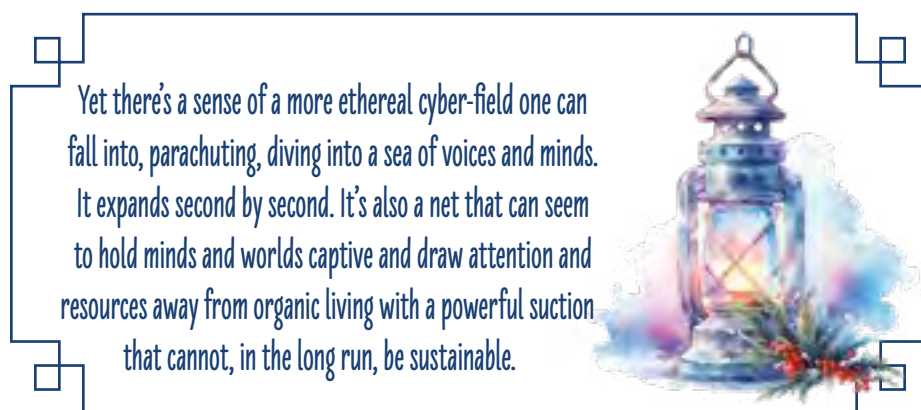 Yet there's a sense of a more ethereal cyber-field one can
fall into, parachuting, diving into a sea of voices and minds.
It expands second by second. It's also a net that can seem
to hold minds and worlds captive and draw attention and
resources away from organic living with a powerful suction
that cannot, in the long run, be sustainable.